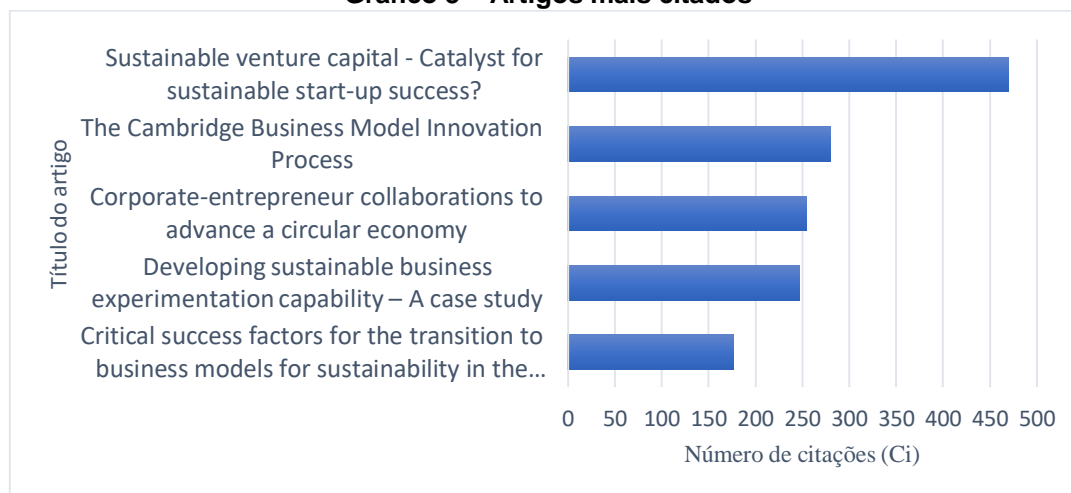 Artigos mais citados
Sustainable venture capital - Catalyst for
sustainable start-up success?
The Cambridge Business Model Innovation
Process
Corporate-entrepreneur collaborations to
advance a circular economy
Developing sustainable business
experimentation capability – A case study
Critical success factors for the transition to
business models for sustainability in the...
Título do artigo
0 50 100 150 200 250 300 350 400 450 500
Número de citações (Ci)